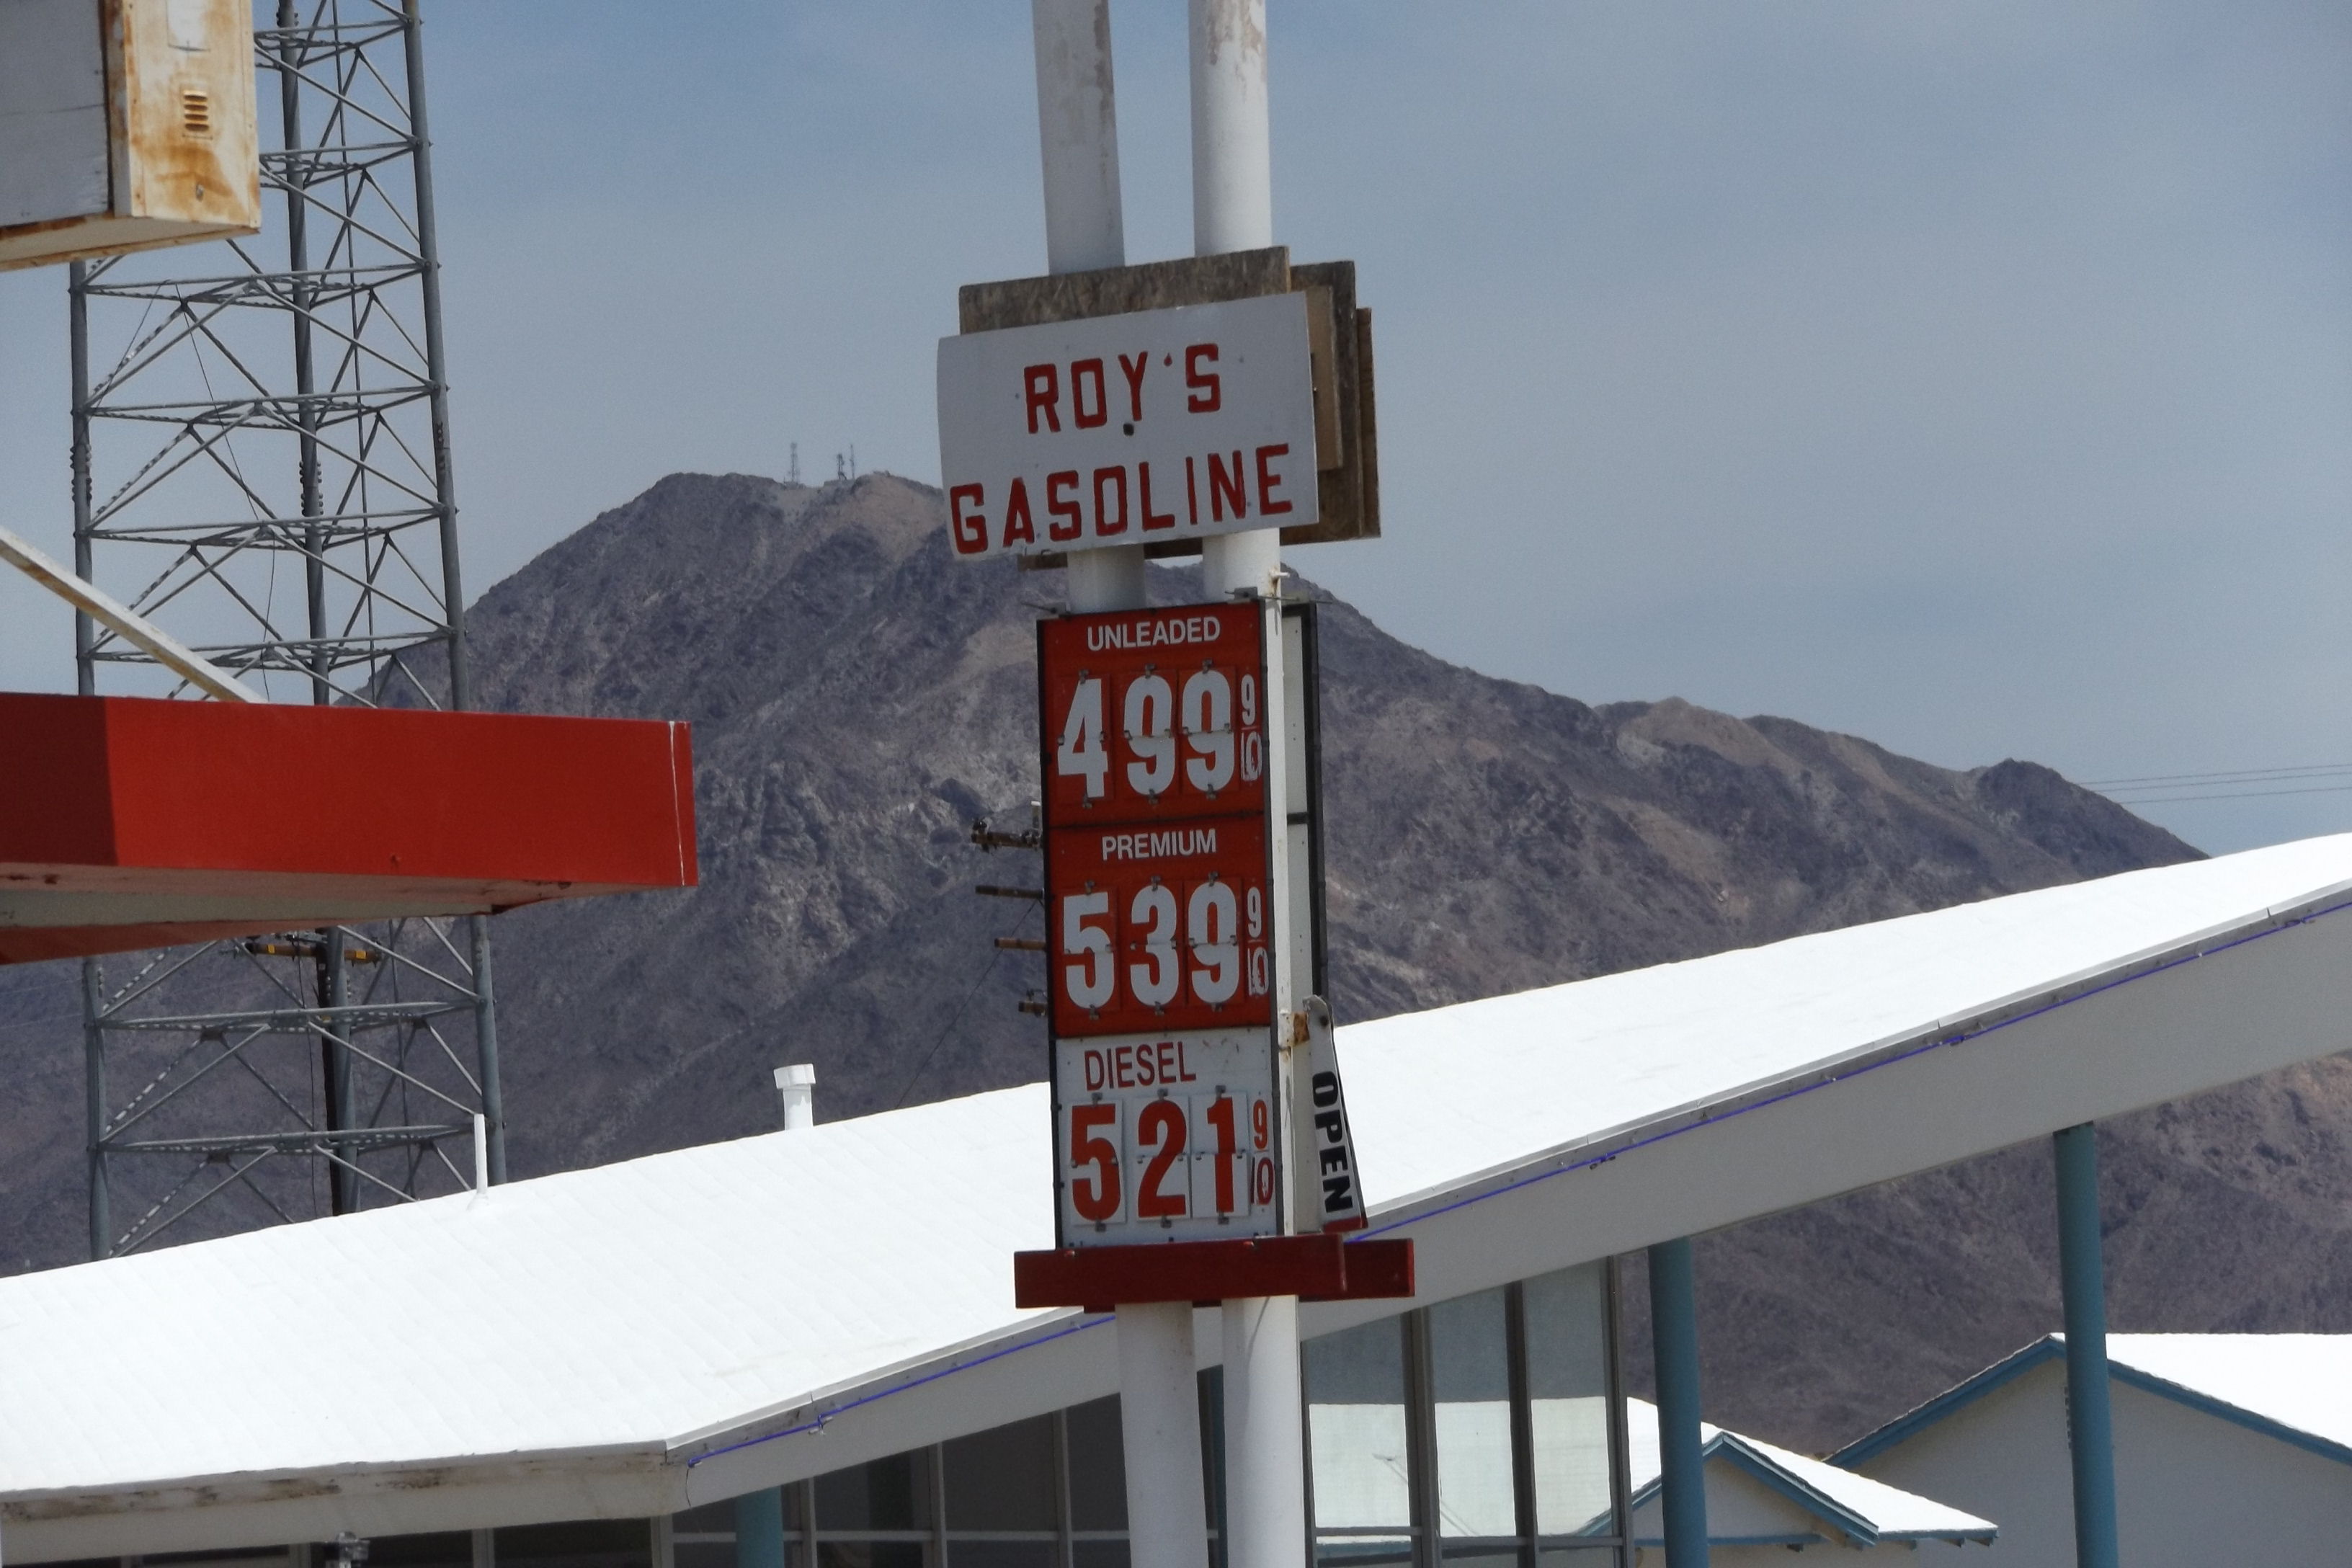 ROY'S
GASOLINE
UNLEADED
499 9/10
PREMIUM
539 9/10
DIESEL
521 9/10
OPEN